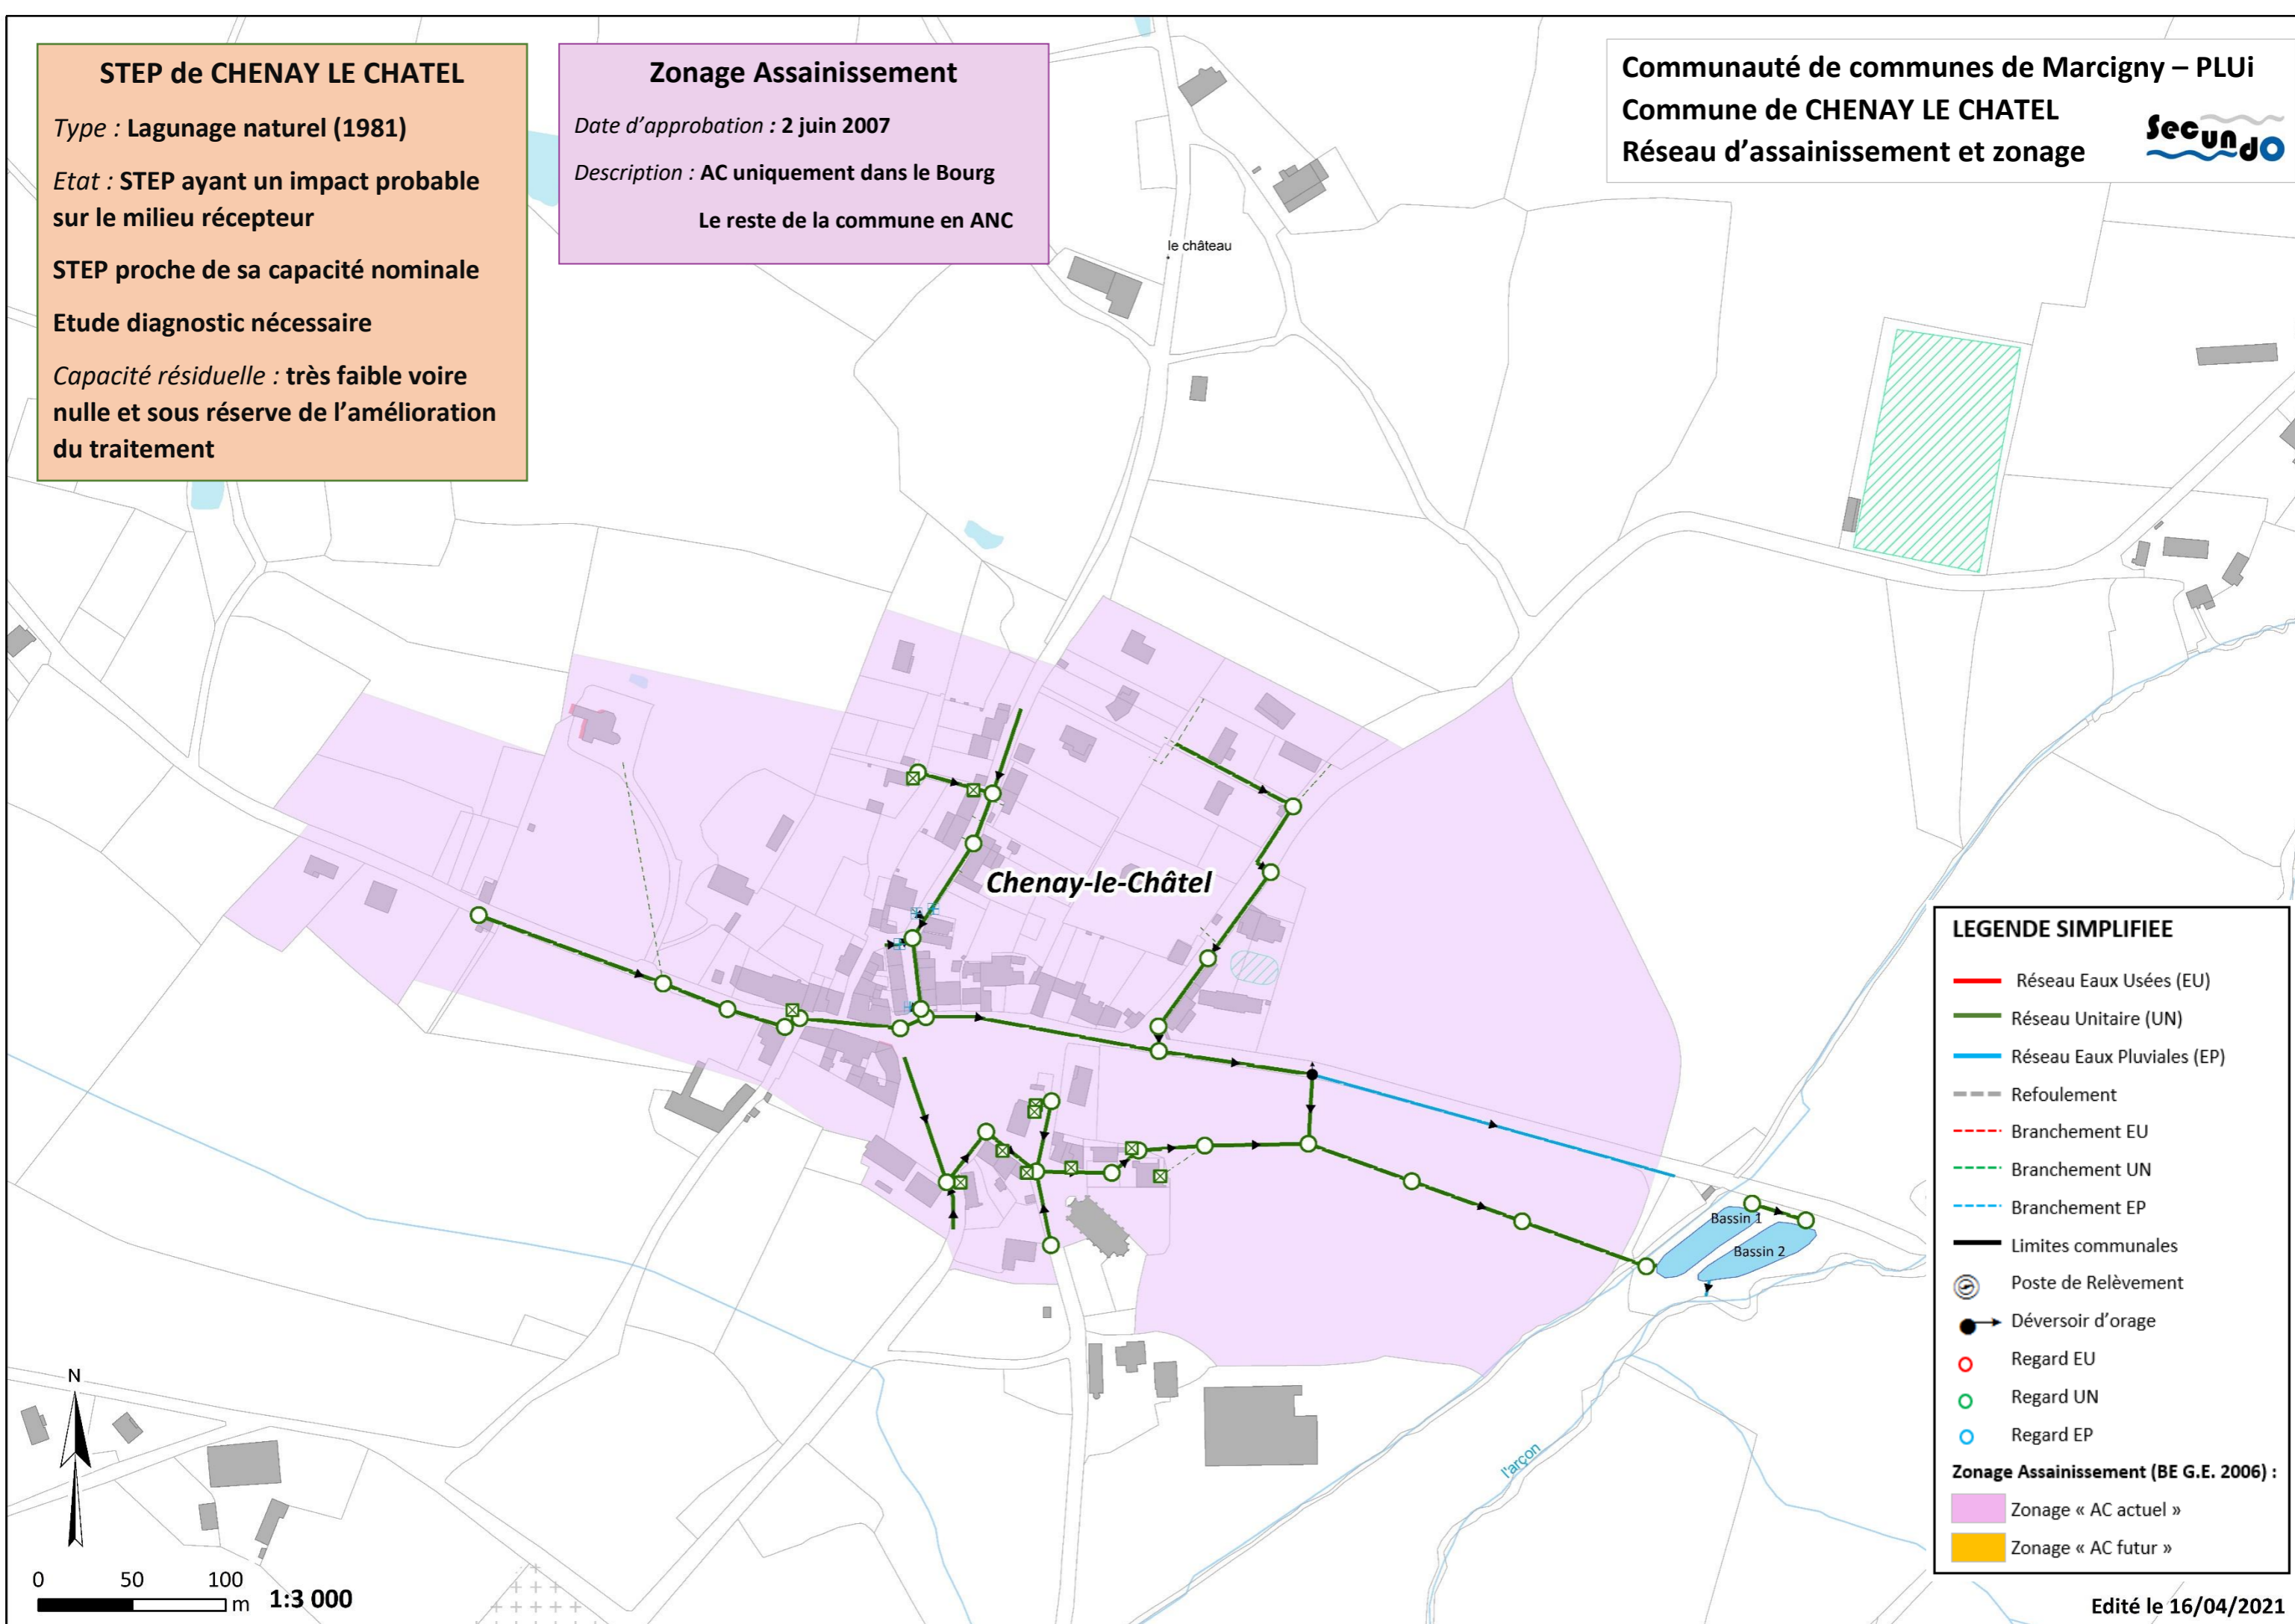 STEP de CHENAY LE CHATEL
Type : Lagunage naturel (1981)
Etat : STEP ayant un impact probable
sur le milieu récepteur
STEP proche de sa capacité nominale
Etude diagnostic nécessaire
Capacité résiduelle : très faible voire
nulle et sous réserve de l’amélioration
du traitement
Zonage Assainissement
Date d’approbation : 2 juin 2007
Description : AC uniquement dans le Bourg
Le reste de la commune en ANC
Communauté de communes de Marcigny – PLUi
Commune de CHENAY LE CHATEL
Réseau d’assainissement et zonage
Secundo
le château
Chenay-le-Châtel
Bassin 1
Bassin 2
l'arçon
LEGENDE SIMPLIFIEE
Réseau Eaux Usées (EU)
Réseau Unitaire (UN)
Réseau Eaux Pluviales (EP)
Refoulement
Branchement EU
Branchement UN
Branchement EP
Limites communales
Poste de Relèvement
Déversoir d’orage
Regard EU
Regard UN
Regard EP
Zonage Assainissement (BE G.E. 2006) :
Zonage « AC actuel »
Zonage « AC futur »
N
0 50 100
m
1:3 000
Edité le 16/04/2021